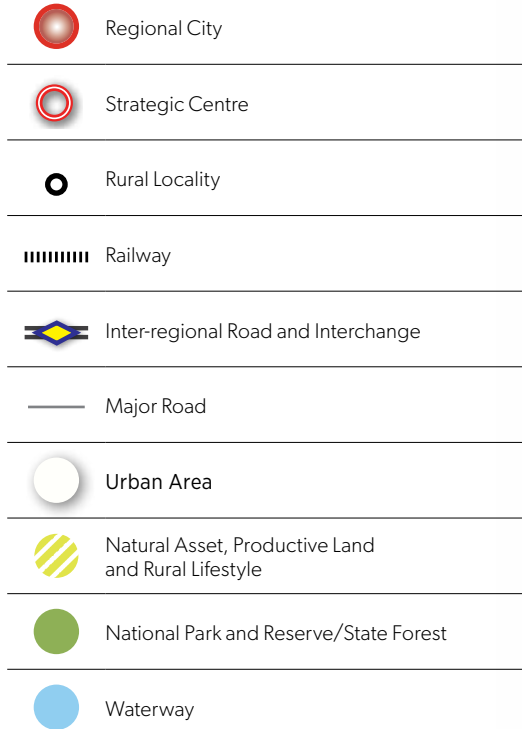 Regional City
Strategic Centre
Rural Locality
Railway
Inter-regional Road and Interchange
Major Road
Urban Area
Natural Asset, Productive Land
and Rural Lifestyle
National Park and Reserve/State Forest
Waterway